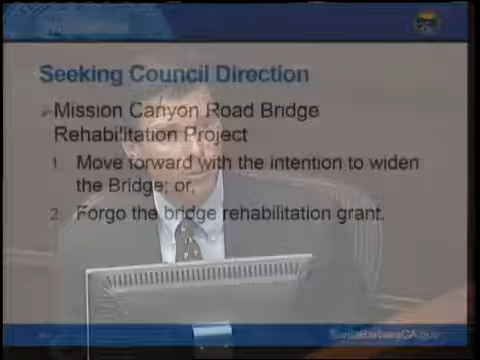 Seeking Council Direction
Mission Canyon Road Bridge
Rehabilitation Project
1. Move forward with the intention to widen
the Bridge; or,
2. Forgo the bridge rehabilitation grant.
SantaBarbaraCA.gov